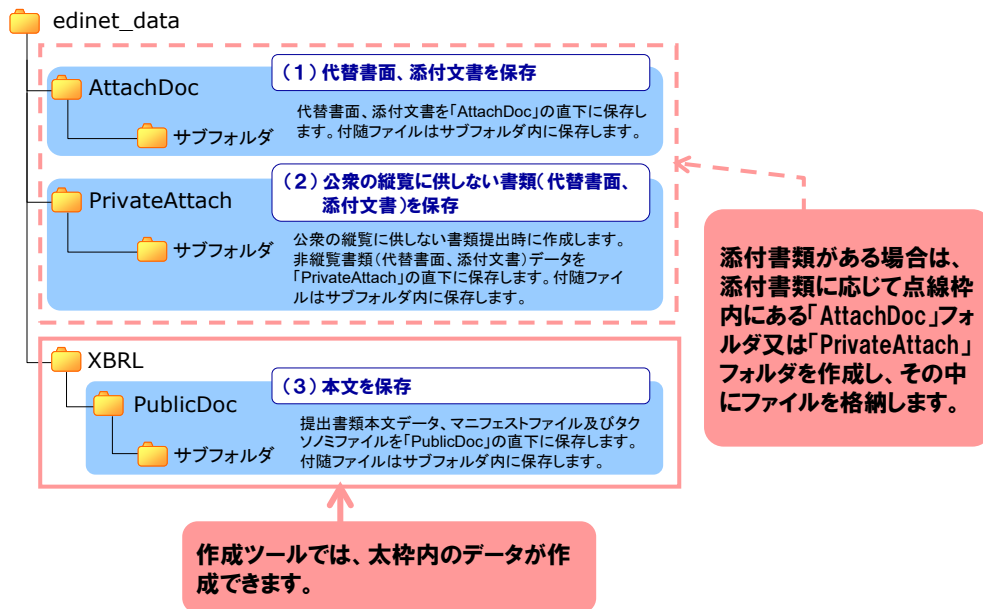 edinet_data
(1)代替書面、添付文書を保存
AttachDoc
代替書面、添付文書を「AttachDoc」の直下に保存し
ます。付随ファイルはサブフォルダ内に保存します。
サブフォルダ
(2)公衆の縦覧に供しない書類(代替書面、
添付文書)を保存
PrivateAttach
サブフォルダ
公衆の縦覧に供しない書類提出時に作成します。
非縦覧書類(代替書面、添付文書)データを
「PrivateAttach」の直下に保存します。付随ファイ
ルはサブフォルダ内に保存します。
添付書類がある場合は、
添付書類に応じて点線枠
内にある「AttachDoc」フォ
ルダ又は「PrivateAttach」
フォルダを作成し、その中
にファイルを格納します。
XBRL
(3)本文を保存
PublicDoc
提出書類本文データ、マニフェストファイル及びタク
ソノミファイルを「PublicDoc」の直下に保存します。
付随ファイルはサブフォルダ内に保存します。
サブフォルダ
作成ツールでは、太枠内のデータが作
成できます。